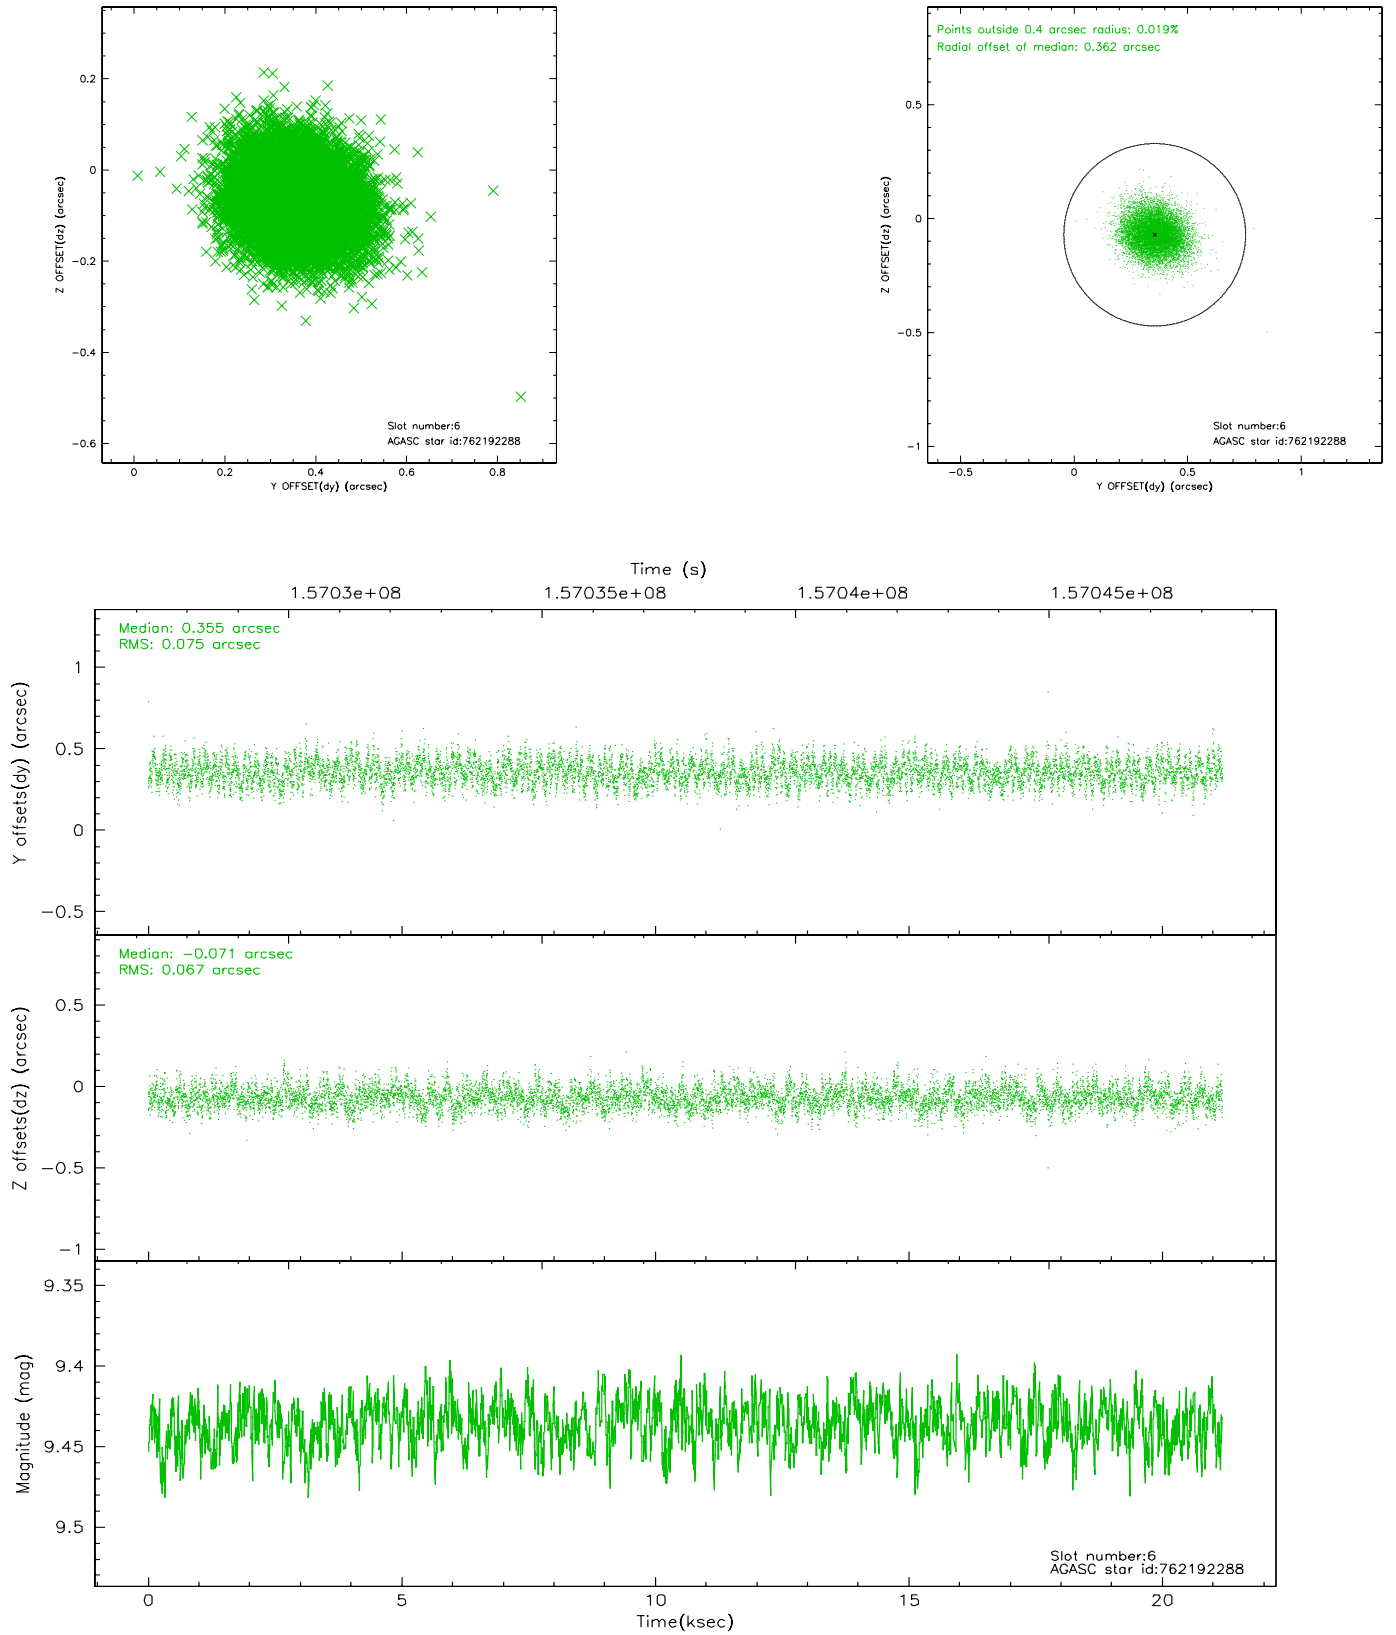 0.2
0
−0.2
−0.4
−0.6
Z OFFSET(dz) (arcsec)
Slot number:6
AGASC star id:762192288
0 0.2 0.4 0.6 0.8
Y OFFSET(dy) (arcsec)
Points outside 0.4 arcsec radius: 0.019%
Radial offset of median: 0.362 arcsec
0.5
0
−0.5
−1
Z OFFSET(dz) (arcsec)
Slot number:6
AGASC star id:762192288
−0.5 0 0.5 1
Y OFFSET(dy) (arcsec)
Time (s)
1.5703e+08 1.57035e+08 1.5704e+08 1.57045e+08
Median: 0.355 arcsec
RMS: 0.075 arcsec
1
0.5
0
−0.5
Y offsets(dy) (arcsec)
Median: −0.071 arcsec
RMS: 0.067 arcsec
0.5
0
−0.5
−1
Z offsets(dz) (arcsec)
9.35
9.4
9.45
9.5
Magnitude (mag)
Slot number:6
AGASC star id:762192288
0 5 10 15 20
Time(ksec)